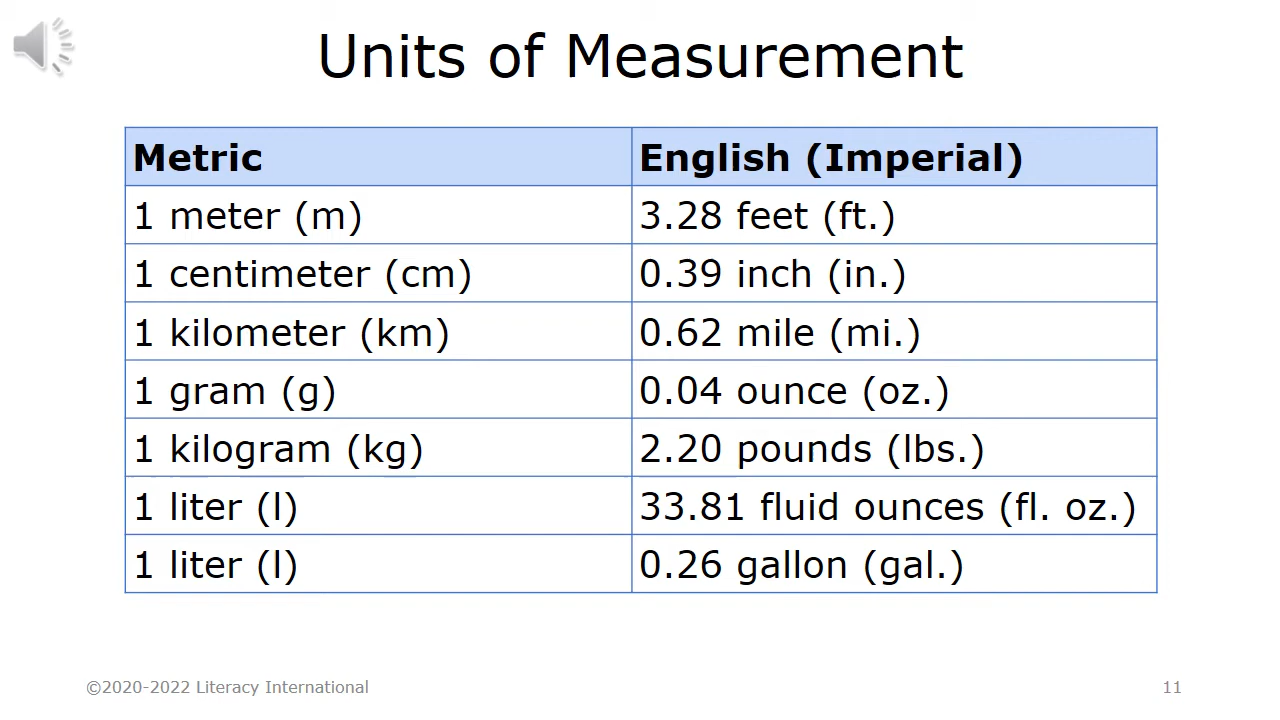 Units of Measurement
Metric English (Imperial)
1 meter (m) 3.28 feet (ft.)
1 centimeter (cm) 0.39 inch (in.)
1 kilometer (km) 0.62 mile (mi.)
1 gram (g) 0.04 ounce (oz.)
1 kilogram (kg) 2.20 pounds (lbs.)
1 liter (l) 33.81 fluid ounces (fl. oz.)
1 liter (l) 0.26 gallon (gal.)
©2020-2022 Literacy International 11